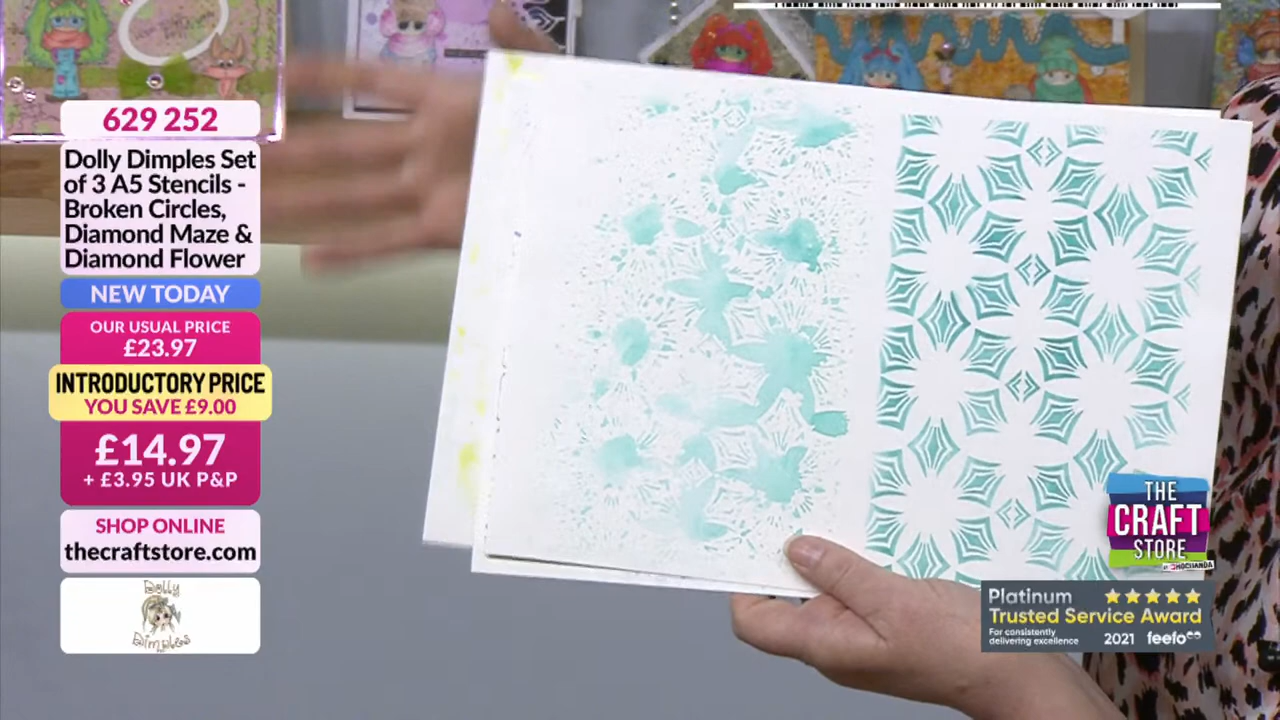 629 252
Dolly Dimples Set
of 3 A5 Stencils -
Broken Circles,
Diamond Maze &
Diamond Flower
NEW TODAY
OUR USUAL PRICE
£23.97
INTRODUCTORY PRICE
YOU SAVE £9.00
£14.97
+ £3.95 UK P&P
SHOP ONLINE
thecraftstore.com
Dolly
Dimples
THE
CRAFT
STORE
HOCHANDA
Platinum
Trusted Service Award
For consistently
delivering excellence
2021 feefo